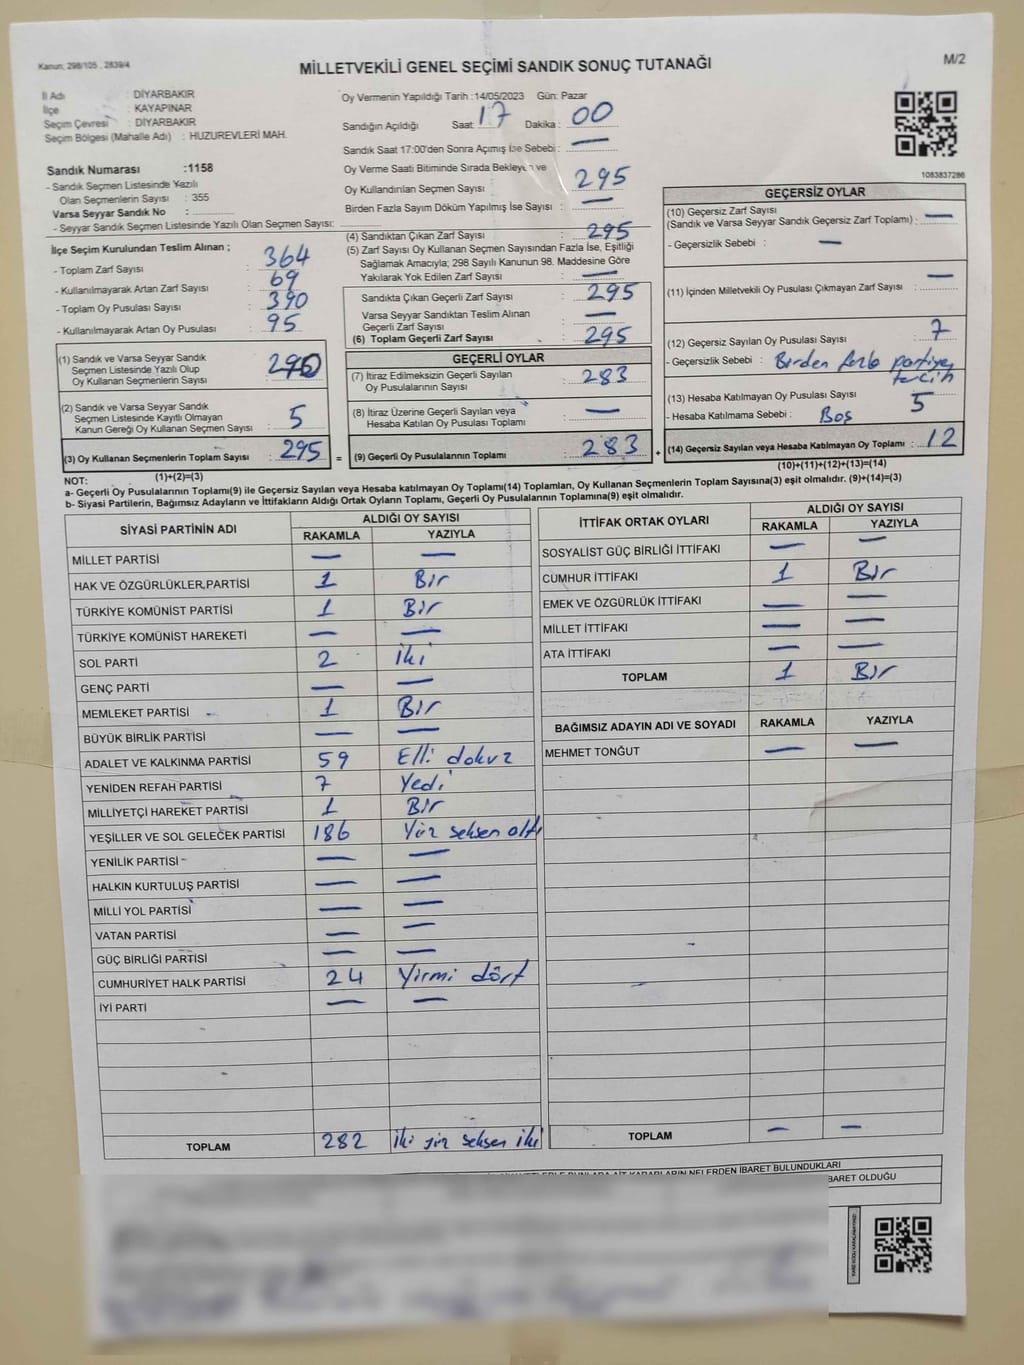 Kanun; 298/105 , 2839/4
MİLLETVEKİLİ GENEL SEÇİMİ SANDIK SONUÇ TUTANAĞI
M/2
İl Adı : DİYARBAKIR
İlçe : KAYAPINAR
Seçim Çevresi : DİYARBAKIR
Seçim Bölgesi (Mahalle Adı) : HUZUREVLERİ MAH.
Sandık Numarası :1158
- Sandık Seçmen Listesinde Yazılı
Olan Seçmenlerin Sayısı : 355
Varsa Seyyar Sandık No :
- Seyyar Sandık Seçmen Listesinde Yazılı Olan Seçmen Sayısı:
İlçe Seçim Kurulundan Teslim Alınan ;
- Toplam Zarf Sayısı : 364
- Kullanılmayarak Artan Zarf Sayısı : 69
- Toplam Oy Pusulası : 390
- Kullanılmayarak Artan Oy Pusulası : 95
Oy Vermenin Yapıldığı Tarih :14/05/2023 Gün: Pazar
Sandığın Açıldığı Saat : 17 Dakika : 00
Sandık Saat 17:00'den Sonra Açımış İse Sebebi : —
Oy Verme Saati Bitiminde Sırada Bekleyen ve
Oy Kullandırılan Seçmen Sayısı : 295
Birden Fazla Sayım Döküm Yapılmış İse Sayısı : —
(4) Sandıktan Çıkan Zarf Sayısı : 295
(5) Zarf Sayısı Oy Kullanan Seçmen Sayısından Fazla İse, Eşitliği
Sağlamak Amacıyla; 298 Sayılı Kanunun 98. Maddesine Göre
Yakılarak Yok Edilen Zarf Sayısı : —
Sandıkta Çıkan Geçerli Zarf Sayısı : 295
Varsa Seyyar Sandıktan Teslim Alınan
Geçerli Zarf Sayısı : —
(6) Toplam Geçerli Zarf Sayısı : 295
1083837286
GEÇERSİZ OYLAR
(10) Geçersiz Zarf Sayısı
(Sandık ve Varsa Seyyar Sandık Geçersiz Zarf Toplamı) : —
- Geçersizlik Sebebi : —
(11) İçinden Milletvekili Oy Pusulası Çıkmayan Zarf Sayısı : —
(12) Geçersiz Sayılan Oy Pusulası Sayısı : 7
- Geçersizlik Sebebi : Birden fazla partiye
tercih
(13) Hesaba Katılmayan Oy Pusulası Sayısı : 5
- Hesaba Katılmama Sebebi : Boş
(14) Geçersiz Sayılan veya Hesaba Katılmayan Oy Toplamı : 12
(10)+(11)+(12)+(13)=(14)
(1) Sandık ve Varsa Seyyar Sandık
Seçmen Listesinde Yazılı Olup
Oy Kullanan Seçmenlerin Sayısı : 290
(2) Sandık ve Varsa Seyyar Sandık
Seçmen Listesinde Kayıtlı Olmayan
Kanun Gereği Oy Kullanan Seçmen Sayısı : 5
(3) Oy Kullanan Seçmenlerin Toplam Sayısı : 295
(1)+(2)=(3)
GEÇERLİ OYLAR
(7) İtiraz Edilmeksizin Geçerli Sayılan
Oy Pusulalarının Sayısı : 283
(8) İtiraz Üzerine Geçerli Sayılan veya
Hesaba Katılan Oy Pusulası Toplamı : —
= (9) Geçerli Oy Pusulalarının Toplamı : 283 +
NOT:
a- Geçerli Oy Pusulalarının Toplamı(9) ile Geçersiz Sayılan veya Hesaba katılmayan Oy Toplamı(14) Toplamları, Oy Kullanan Seçmenlerin Toplam Sayısına(3) eşit olmalıdır. (9)+(14)=(3)
b- Siyasi Partilerin, Bağımsız Adayların ve İttifakların Aldığı Ortak Oyların Toplamı, Geçerli Oy Pusulalarının Toplamına(9) eşit olmalıdır.
SİYASİ PARTİNİN ADI ALDIĞI OY SAYISI
RAKAMLA YAZIYLA
MİLLET PARTİSİ — —
HAK VE ÖZGÜRLÜKLER PARTİSİ 1 Bir
TÜRKİYE KOMÜNİST PARTİSİ 1 Bir
TÜRKİYE KOMÜNİST HAREKETİ — —
SOL PARTİ 2 iki
GENÇ PARTİ — —
MEMLEKET PARTİSİ 1 Bir
BÜYÜK BİRLİK PARTİSİ — —
ADALET VE KALKINMA PARTİSİ 59 Elli dokuz
YENİDEN REFAH PARTİSİ 7 Yedi
MİLLİYETÇİ HAREKET PARTİSİ 1 Bir
YEŞİLLER VE SOL GELECEK PARTİSİ 186 Yüz seksen altı
YENİLİK PARTİSİ — —
HALKIN KURTULUŞ PARTİSİ — —
MİLLİ YOL PARTİSİ — —
VATAN PARTİSİ — —
GÜÇ BİRLİĞİ PARTİSİ — —
CUMHURİYET HALK PARTİSİ 24 Yirmi dört
İYİ PARTİ — —
TOPLAM 282 iki yüz seksen iki
İTTİFAK ORTAK OYLARI ALDIĞI OY SAYISI
RAKAMLA YAZIYLA
SOSYALİST GÜÇ BİRLİĞİ İTTİFAKI — —
CUMHUR İTTİFAKI 1 Bir
EMEK VE ÖZGÜRLÜK İTTİFAKI — —
MİLLET İTTİFAKI — —
ATA İTTİFAKI — —
TOPLAM 1 Bir
BAĞIMSIZ ADAYIN ADI VE SOYADI RAKAMLA YAZIYLA
MEHMET TONĞUT — —
TOPLAM — —
NELERDEN İBARET BULUNDUKLARI
BARET OLDUĞU